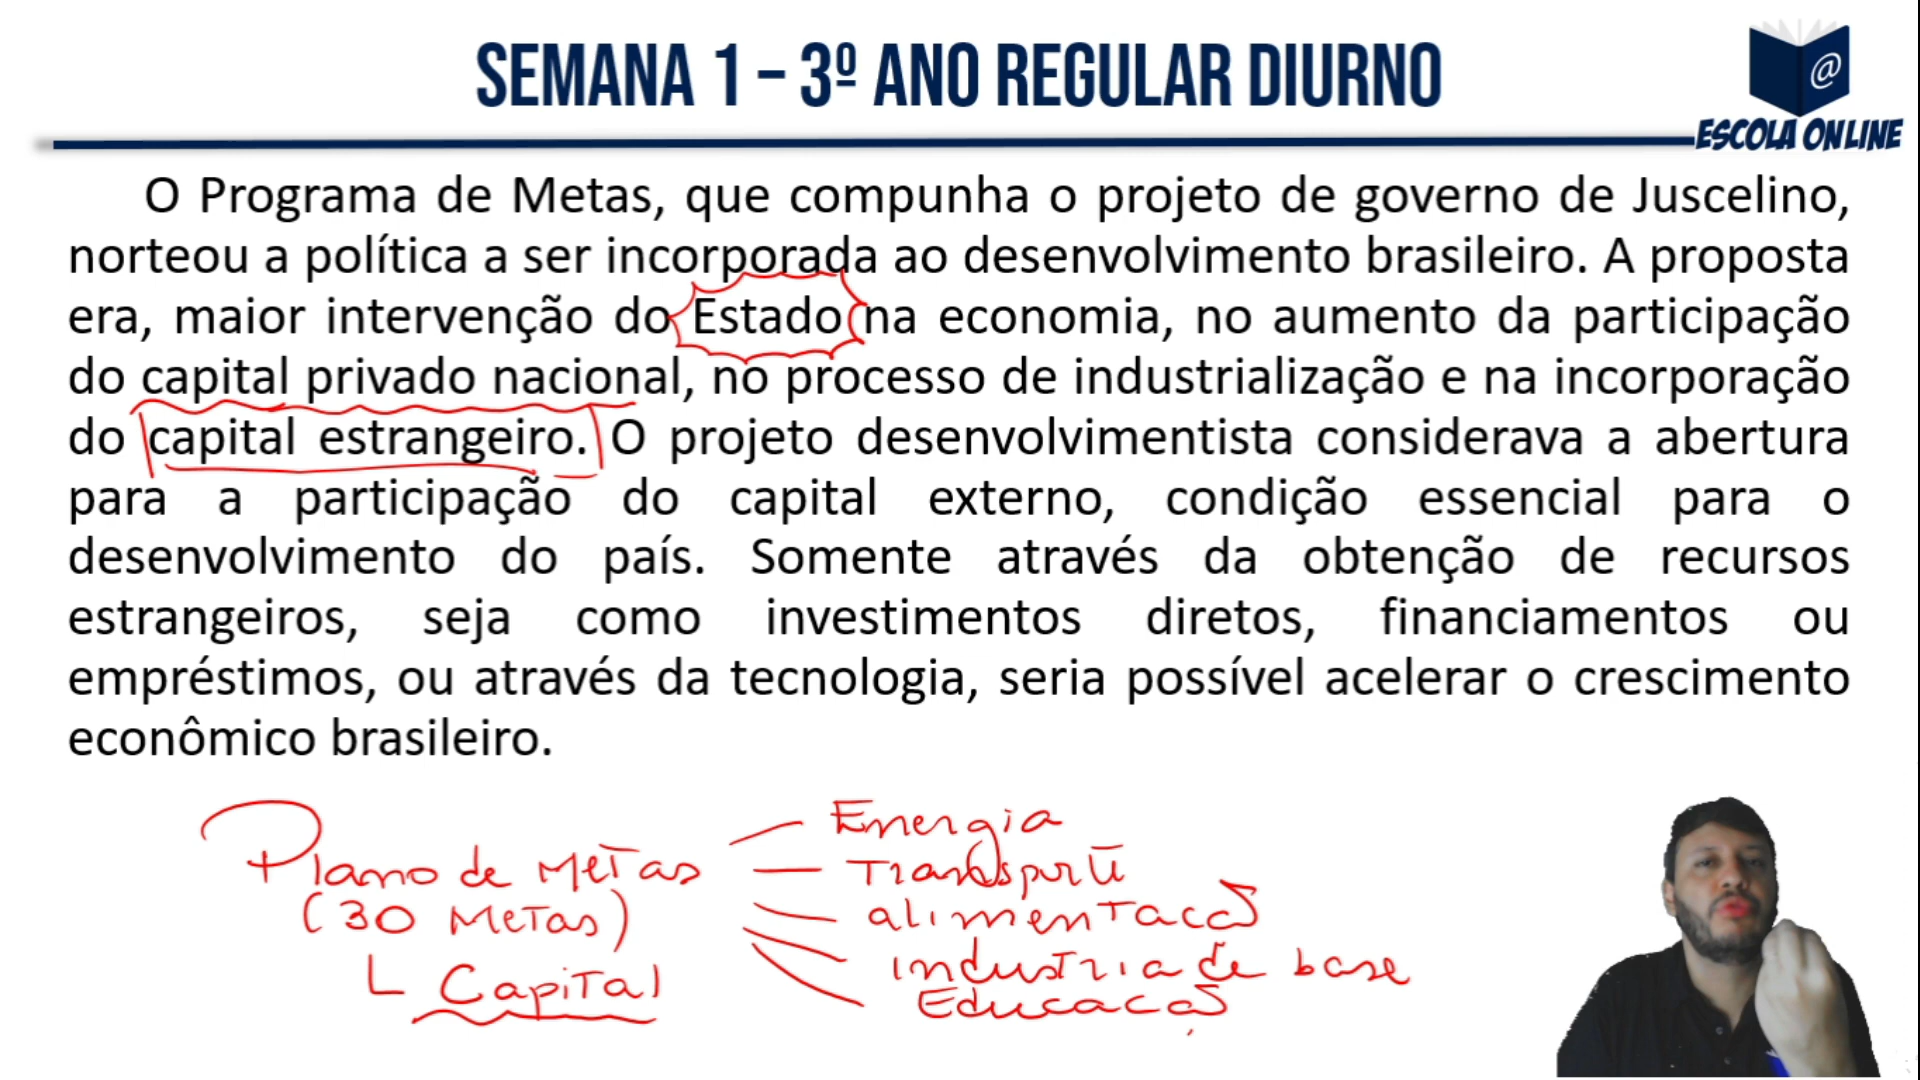 SEMANA 1 – 3º ANO REGULAR DIURNO
@
ESCOLA ONLINE
O Programa de Metas, que compunha o projeto de governo de Juscelino,
norteou a política a ser incorporada ao desenvolvimento brasileiro. A proposta
era, maior intervenção do Estado na economia, no aumento da participação
do capital privado nacional, no processo de industrialização e na incorporação
do capital estrangeiro. O projeto desenvolvimentista considerava a abertura
para a participação do capital externo, condição essencial para o
desenvolvimento do país. Somente através da obtenção de recursos
estrangeiros, seja como investimentos diretos, financiamentos ou
empréstimos, ou através da tecnologia, seria possível acelerar o crescimento
econômico brasileiro.
Plano de Metas
(30 Metas)
Capital
Energia
Transporte
alimentacão
industria de base
Educacão